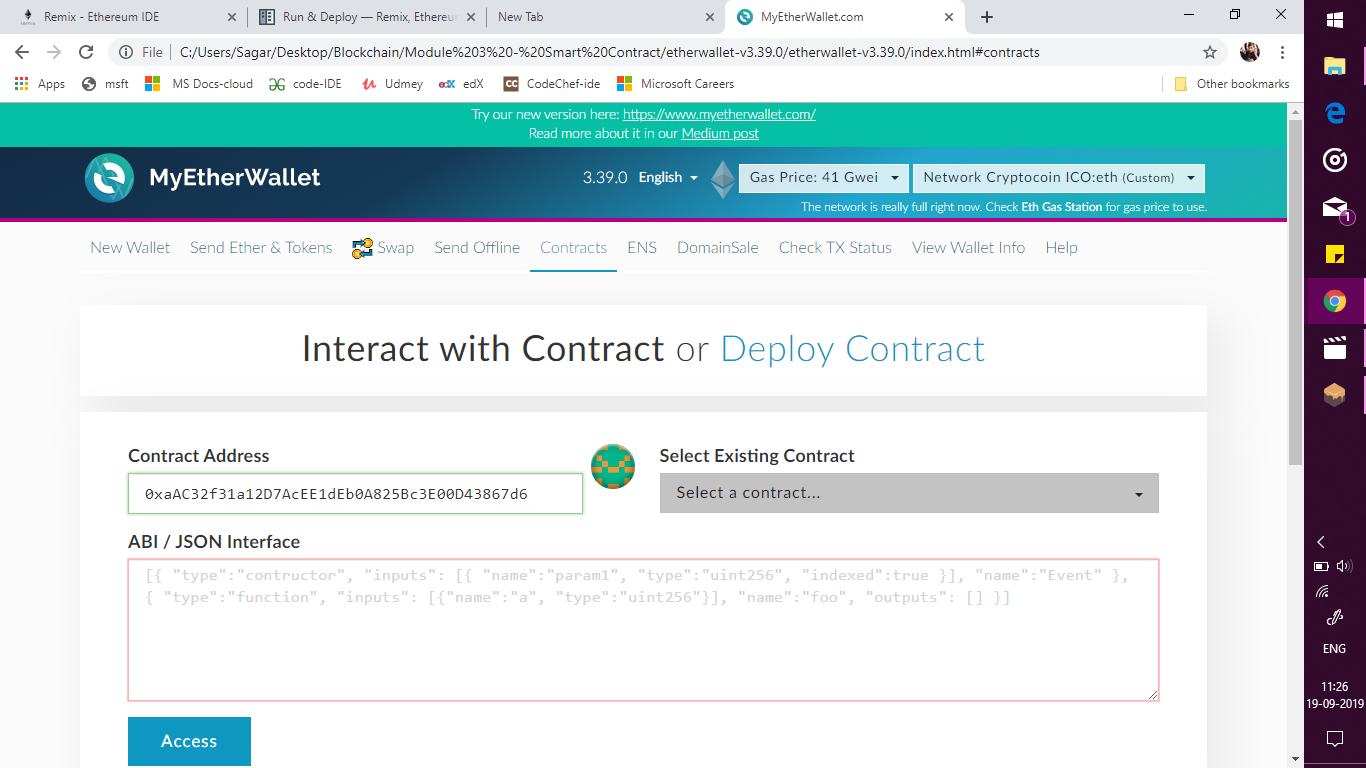 Remix - Ethereum IDE
Run & Deploy — Remix, Ethereu
New Tab
MyEtherWallet.com
File
C:/Users/Sagar/Desktop/Blockchain/Module%203%20-%20Smart%20Contract/etherwallet-v3.39.0/etherwallet-v3.39.0/index.html#contracts
Apps
msft
MS Docs-cloud
code-IDE
Udmey
edX
CodeChef-ide
Microsoft Careers
Other bookmarks
Try our new version here: https://www.myetherwallet.com/
Read more about it in our Medium post
MyEtherWallet
3.39.0 English
Gas Price: 41 Gwei
Network Cryptocoin ICO:eth (Custom)
The network is really full right now. Check Eth Gas Station for gas price to use.
New Wallet
Send Ether & Tokens
Swap
Send Offline
Contracts
ENS
DomainSale
Check TX Status
View Wallet Info
Help
Interact with Contract or Deploy Contract
Contract Address
0xaAC32f31a12D7AcEE1dEb0A825Bc3E00D43867d6
Select Existing Contract
Select a contract...
ABI / JSON Interface
[{ "type":"contructor", "inputs": [{ "name":"param1", "type":"uint256", "indexed":true }], "name":"Event" },
{ "type":"function", "inputs": [{"name":"a", "type":"uint256"}], "name":"foo", "outputs": [] }]
Access
1
ENG
11:26
19-09-2019